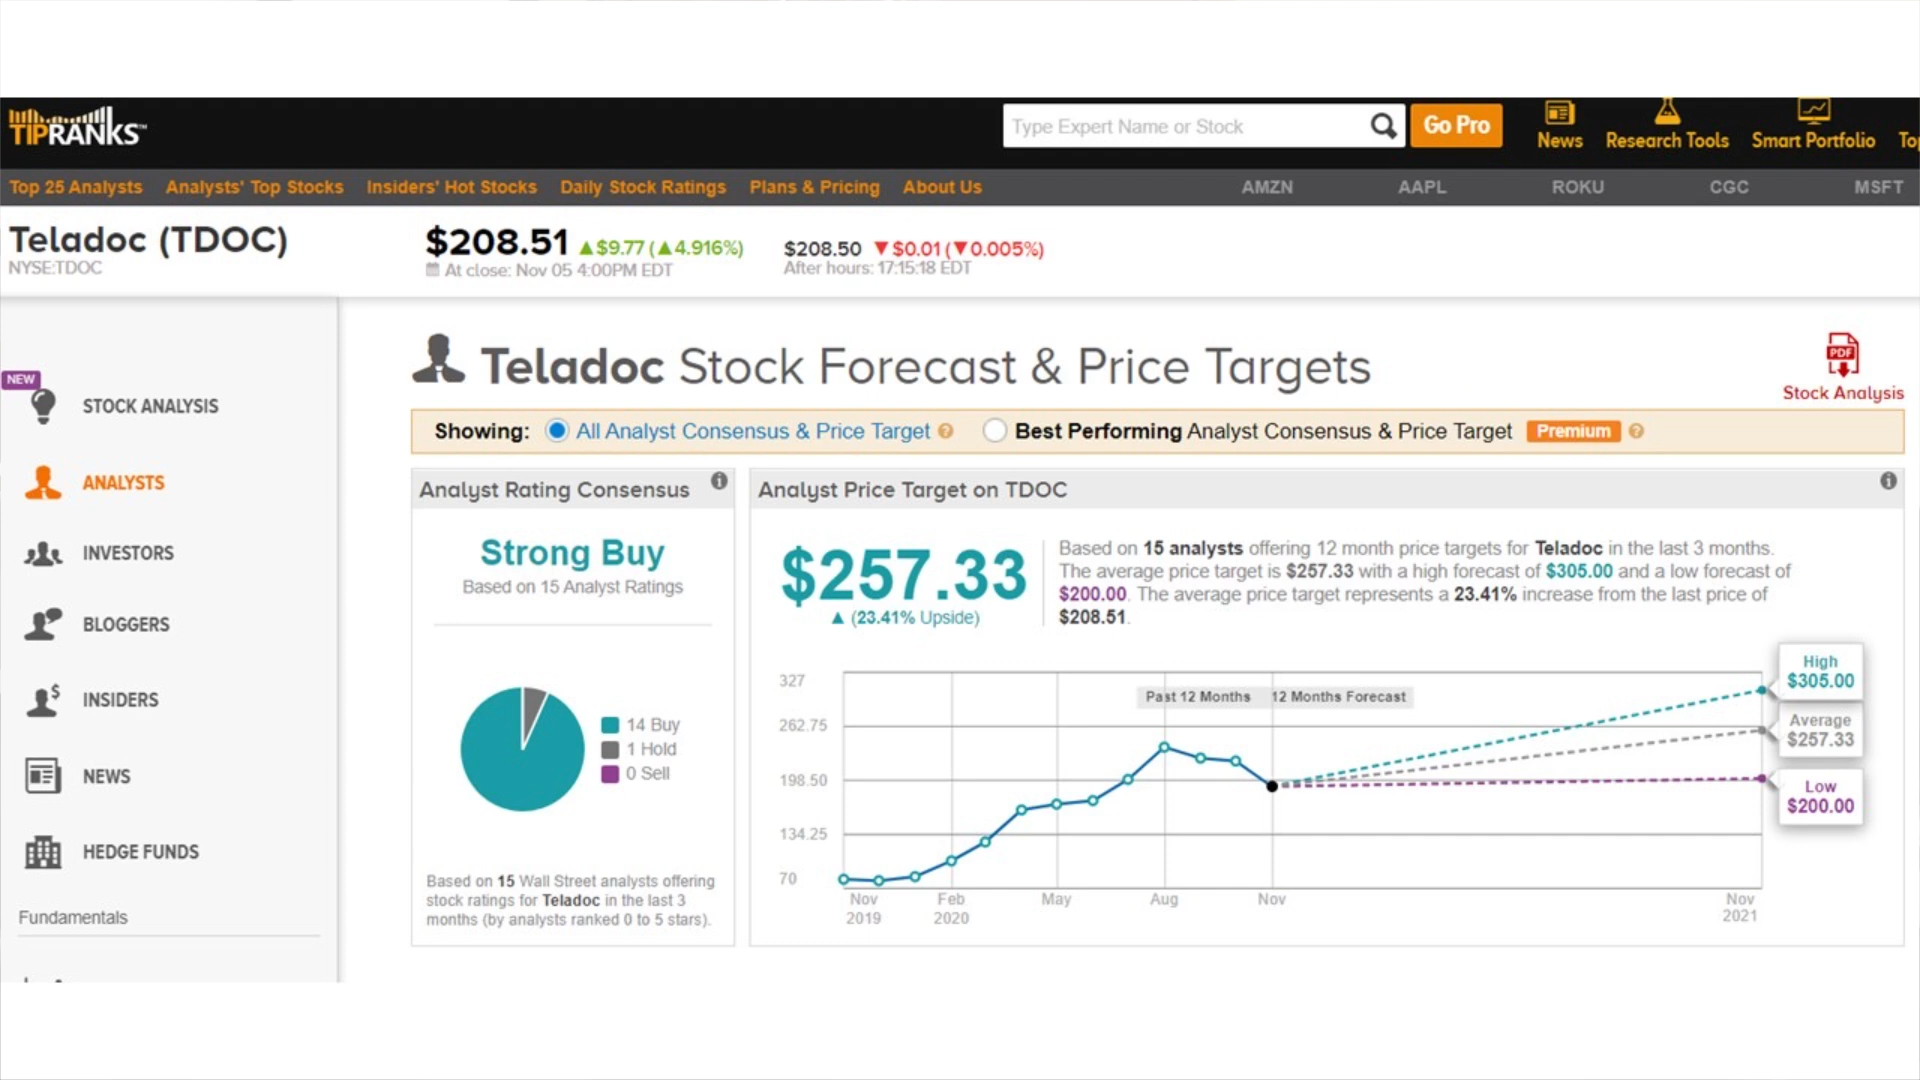 TIPRANKS™
Type Expert Name or Stock
Go Pro
News
Research Tools
Smart Portfolio
Top 25 Analysts Analysts' Top Stocks Insiders' Hot Stocks Daily Stock Ratings Plans & Pricing About Us AMZN AAPL ROKU CGC MSFT
Teladoc (TDOC)
NYSE:TDOC
$208.51 ▲$9.77 (▲4.916%)
At close: Nov 05 4:00PM EDT
$208.50 ▼$0.01 (▼0.005%)
After hours: 17:15:18 EDT
NEW
STOCK ANALYSIS
ANALYSTS
INVESTORS
BLOGGERS
INSIDERS
NEWS
HEDGE FUNDS
Fundamentals
Teladoc Stock Forecast & Price Targets
PDF
Stock Analysis
Showing: All Analyst Consensus & Price Target ? Best Performing Analyst Consensus & Price Target Premium ?
Analyst Rating Consensus
Strong Buy
Based on 15 Analyst Ratings
14 Buy
1 Hold
0 Sell
Based on 15 Wall Street analysts offering
stock ratings for Teladoc in the last 3
months (by analysts ranked 0 to 5 stars).
Analyst Price Target on TDOC
$257.33
▲ (23.41% Upside)
Based on 15 analysts offering 12 month price targets for Teladoc in the last 3 months.
The average price target is $257.33 with a high forecast of $305.00 and a low forecast of
$200.00. The average price target represents a 23.41% increase from the last price of
$208.51.
327
262.75
198.50
134.25
70
Past 12 Months
12 Months Forecast
High
$305.00
Average
$257.33
Low
$200.00
Nov Feb May Aug Nov Nov
2019 2020 2021